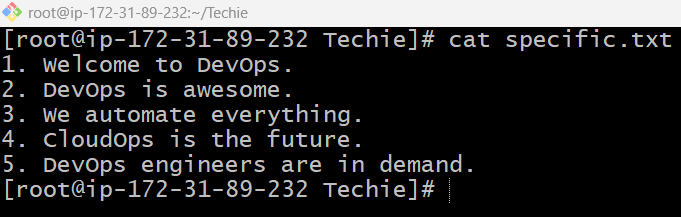 root@ip-172-31-89-232:~/Techie
[root@ip-172-31-89-232 Techie]# cat specific.txt
1. Welcome to DevOps.
2. DevOps is awesome.
3. We automate everything.
4. CloudOps is the future.
5. DevOps engineers are in demand.
[root@ip-172-31-89-232 Techie]#